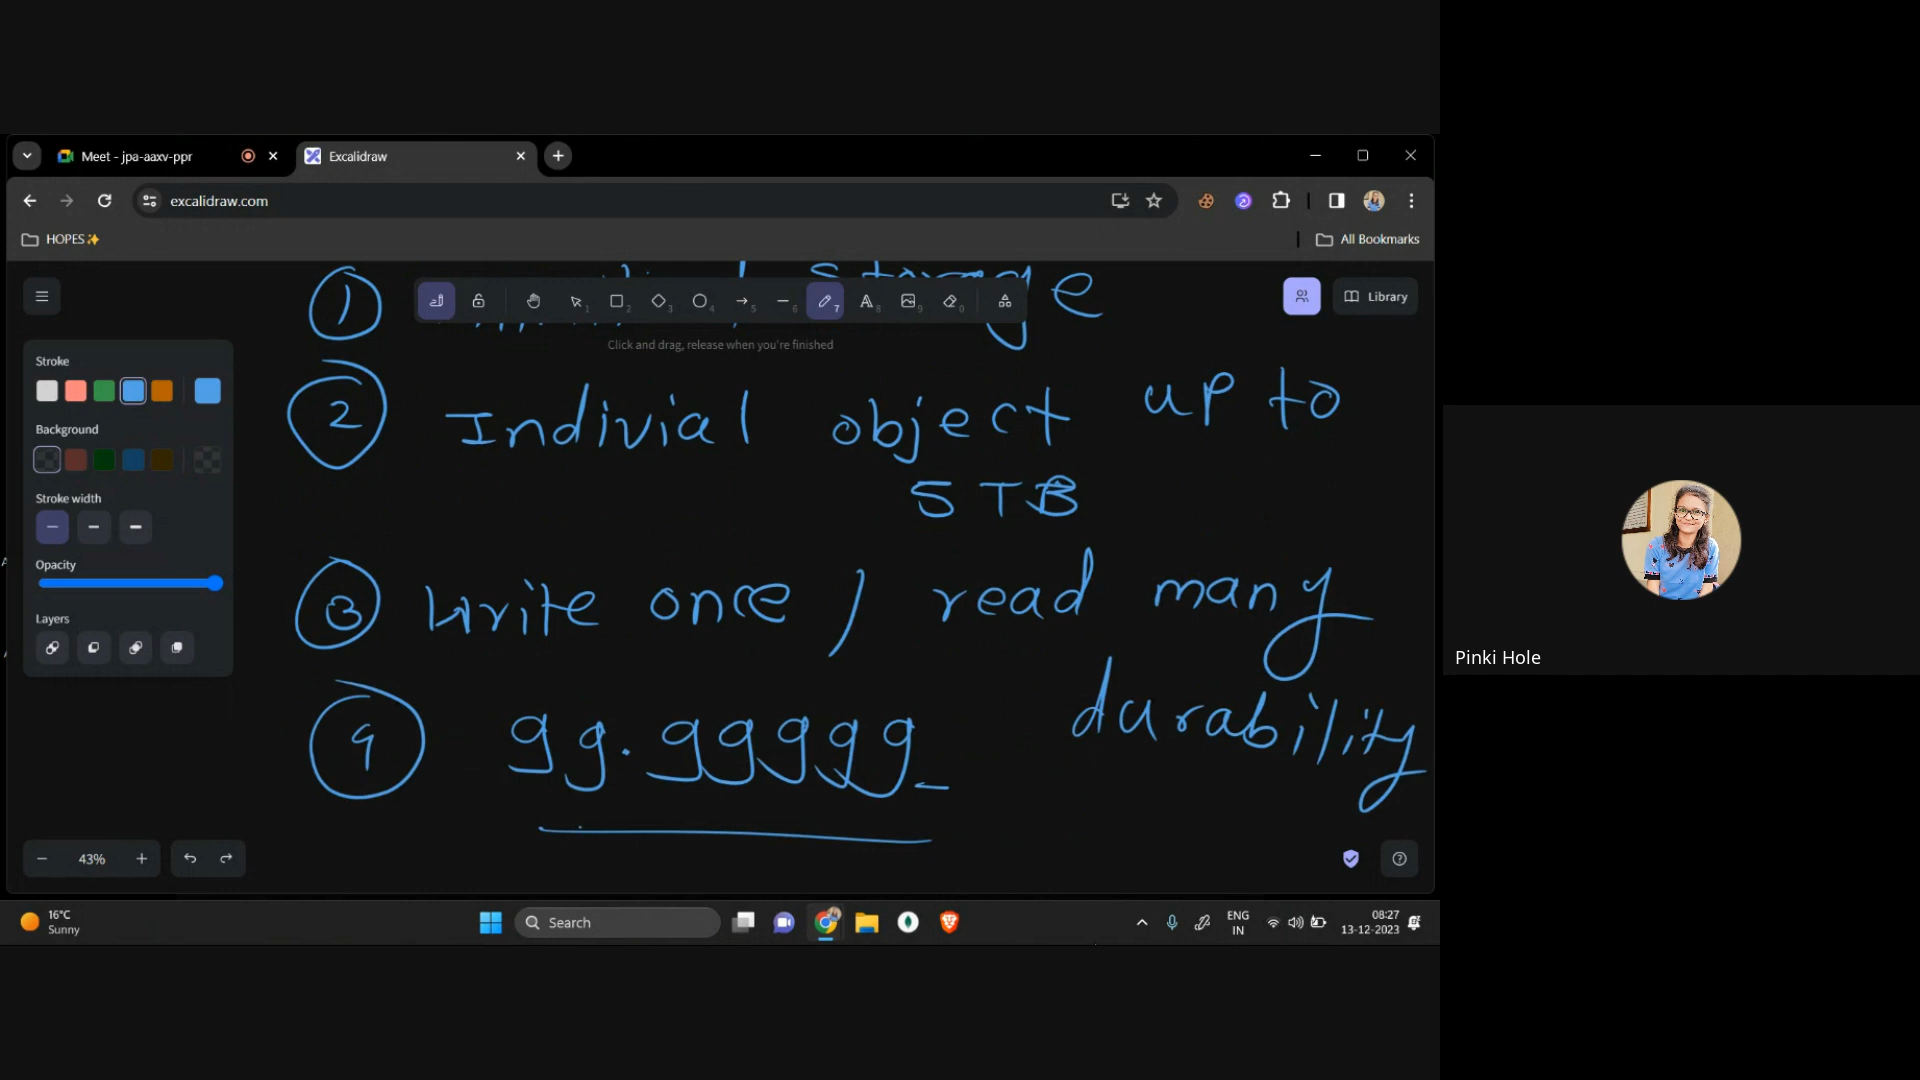 Meet - jpa-aaxv-ppr
Excalidraw
excalidraw.com
HOPES✨
All Bookmarks
1
Storage
Library
Click and drag, release when you're finished
Stroke
Background
Stroke width
Opacity
Layers
2 Indivial object up to
5 TB
3 Write once / read many
4 99.99999_ durability
43%
16°C
Sunny
Search
ENG
IN
08:27
13-12-2023
Pinki Hole